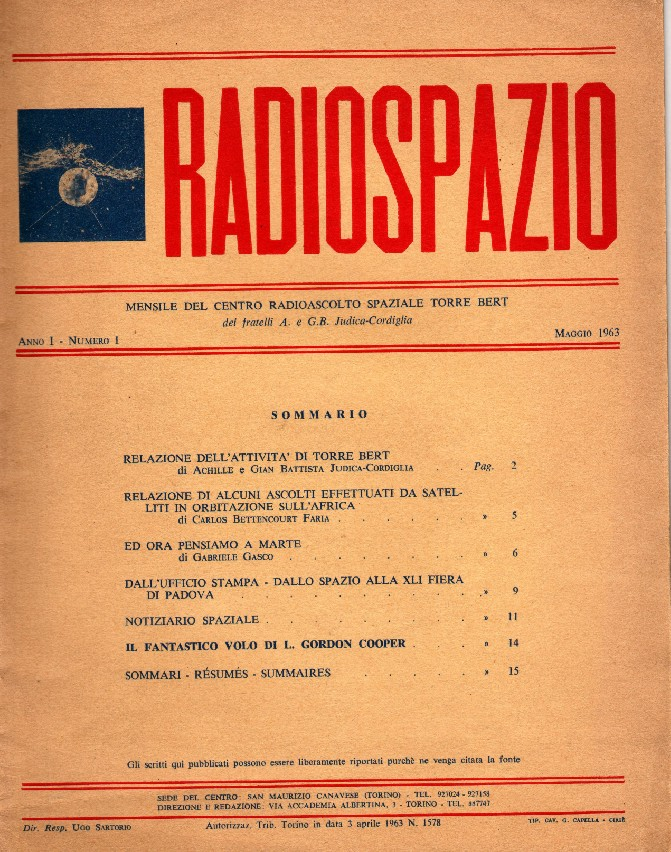 RADIOSPAZIO
MENSILE DEL CENTRO RADIOASCOLTO SPAZIALE TORRE BERT
dei fratelli A. e G.B. Judica-Cordiglia
ANNO I - NUMERO 1 MAGGIO 1963
SOMMARIO
RELAZIONE DELL'ATTIVITA' DI TORRE BERT
di ACHILLE e GIAN BATTISTA JUDICA-CORDIGLIA . . Pag. 2
RELAZIONE DI ALCUNI ASCOLTI EFFETTUATI DA SATEL-
LITI IN ORBITAZIONE SULL'AFRICA
di CARLOS BETTENCOURT FARIA . . . . . . » 5
ED ORA PENSIAMO A MARTE
di GABRIELE GASCO . . . . . . . . » 6
DALL'UFFICIO STAMPA - DALLO SPAZIO ALLA XLI FIERA
DI PADOVA . . . . . . . . . . » 9
NOTIZIARIO SPAZIALE . . . . . . . . » 11
IL FANTASTICO VOLO DI L. GORDON COOPER . . . » 14
SOMMARI - RÉSUMÉS - SUMMAIRES . . . . . » 15
Gli scritti qui pubblicati possono essere liberamente riportati purchè ne venga citata la fonte
SEDE DEL CENTRO: SAN MAURIZIO CANAVESE (TORINO) - TEL. 927024 - 927158
DIREZIONE E REDAZIONE: VIA ACCADEMIA ALBERTINA, 3 - TORINO - TEL. 887747
Dir. Resp. UGO SARTORIO Autorizzaz. Trib. Torino in data 3 aprile 1963 N. 1578 TIP. CAV. G. CAPELLA - CIRIÈ